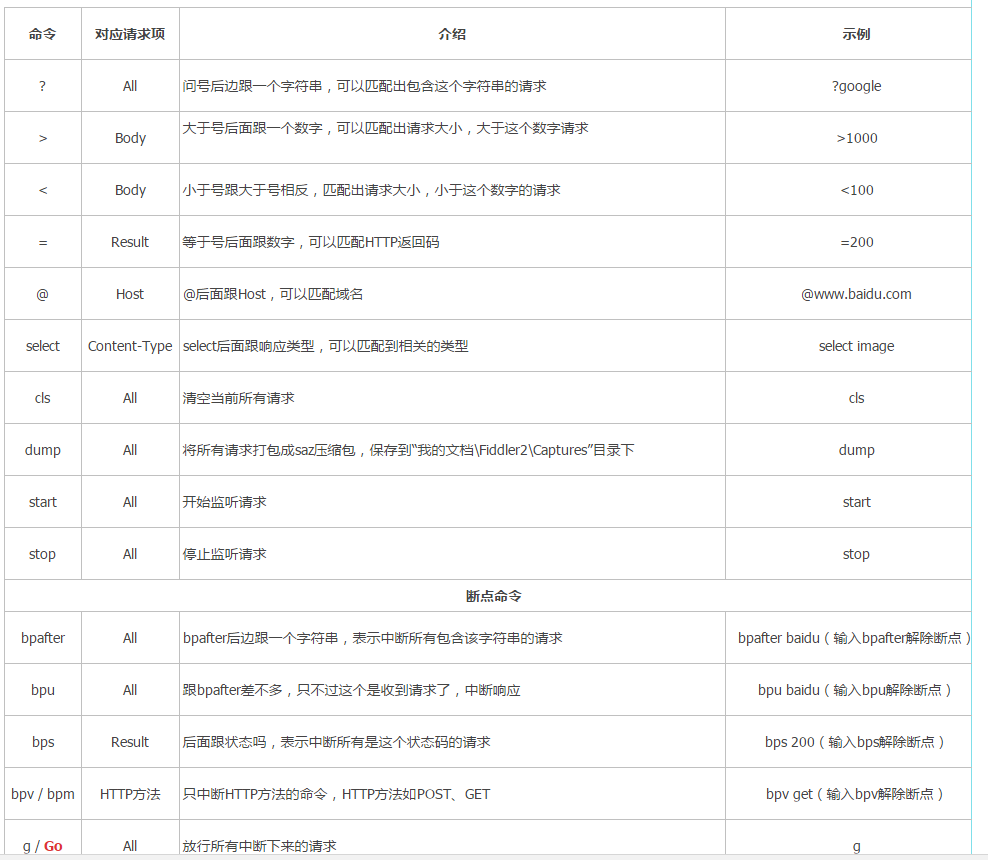 命令 对应请求项 介绍 示例
? All 问号后边跟一个字符串，可以匹配出包含这个字符串的请求 ?google
> Body 大于号后面跟一个数字，可以匹配出请求大小，大于这个数字请求 >1000
< Body 小于号跟大于号相反，匹配出请求大小，小于这个数字的请求 <100
= Result 等于号后面跟数字，可以匹配HTTP返回码 =200
@ Host @后面跟Host，可以匹配域名 @www.baidu.com
select Content-Type select后面跟响应类型，可以匹配到相关的类型 select image
cls All 清空当前所有请求 cls
dump All 将所有请求打包成saz压缩包，保存到“我的文档\Fiddler2\Captures”目录下 dump
start All 开始监听请求 start
stop All 停止监听请求 stop
断点命令
bpafter All bpafter后边跟一个字符串，表示中断所有包含该字符串的请求 bpafter baidu（输入bpafter解除断点）
bpu All 跟bpafter差不多，只不过这个是收到请求了，中断响应 bpu baidu（输入bpu解除断点）
bps Result 后面跟状态吗，表示中断所有是这个状态码的请求 bps 200（输入bps解除断点）
bpv / bpm HTTP方法 只中断HTTP方法的命令，HTTP方法如POST、GET bpv get（输入bpv解除断点）
g / Go All 放行所有中断下来的请求 g